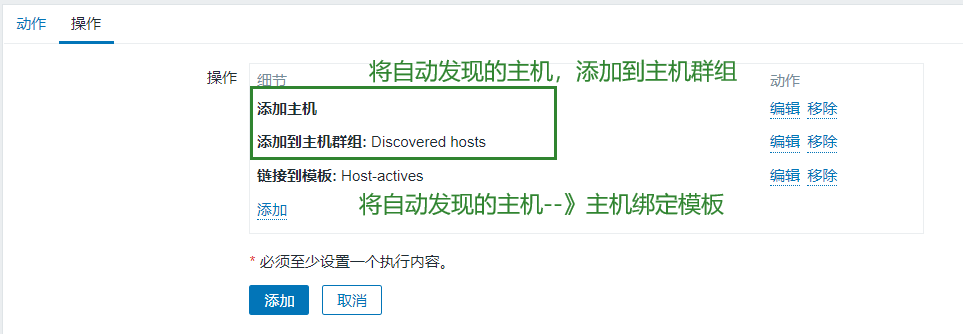 动作 操作
操作 细节 将自动发现的主机，添加到主机群组 动作
添加主机 编辑 移除
添加到主机群组: Discovered hosts 编辑 移除
链接到模板: Host-actives 编辑 移除
添加 将自动发现的主机--》主机绑定模板
* 必须至少设置一个执行内容。
添加 取消